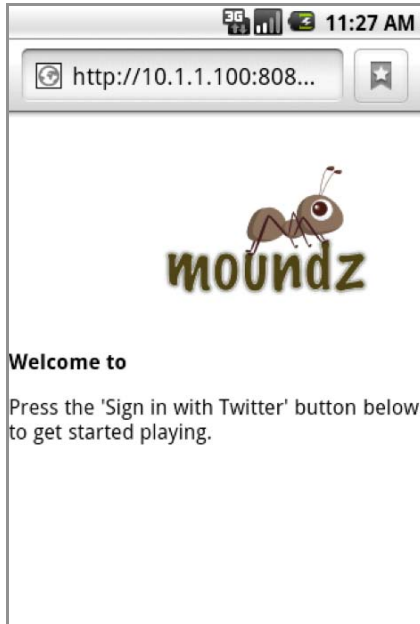 3G 11:27 AM
http://10.1.1.100:808...
moundz
Welcome to
Press the 'Sign in with Twitter' button below
to get started playing.